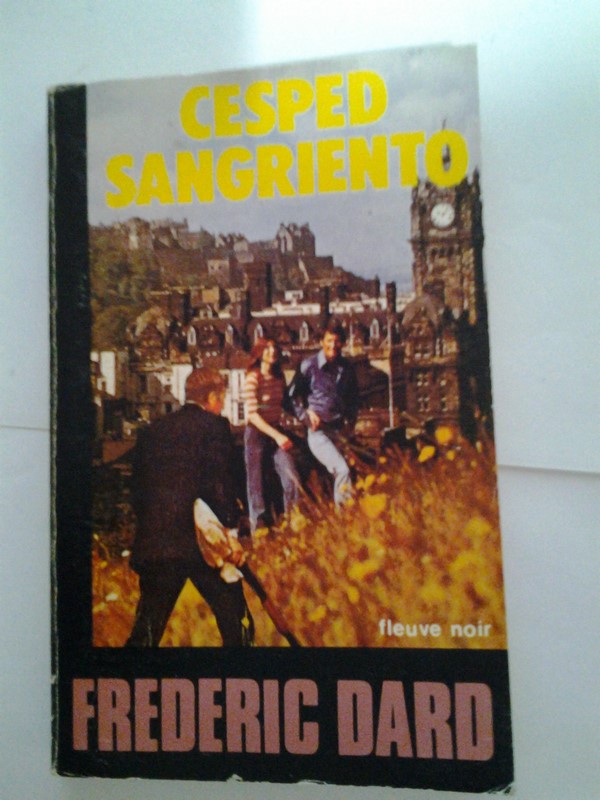 CESPED
SANGRIENTO
fleuve noir
FREDERIC DARD